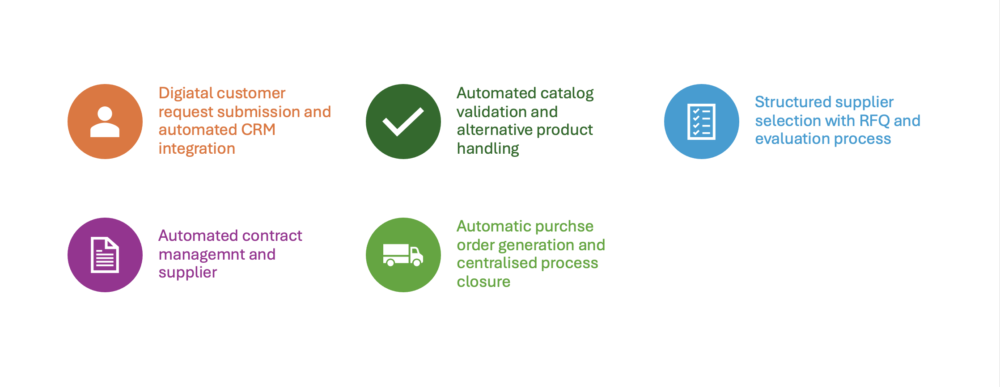 Digiatal customer
request submission and
automated CRM
integration
Automated catalog
validation and
alternative product
handling
Structured supplier
selection with RFQ and
evaluation process
Automated contract
managemnt and
supplier
Automatic purchse
order generation and
centralised process
closure